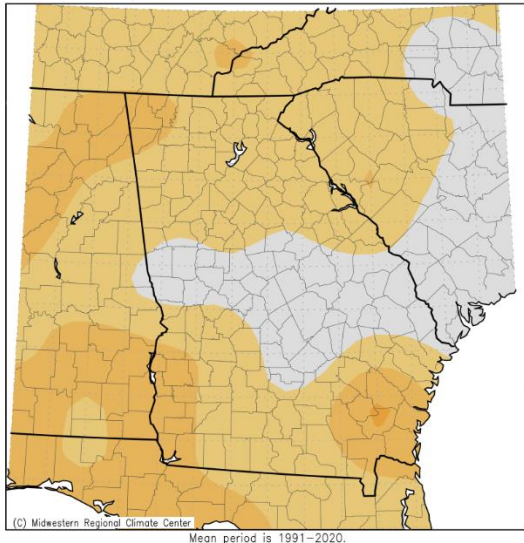 (C) Midwestern Regional Climate Center
Mean period is 1991-2020.